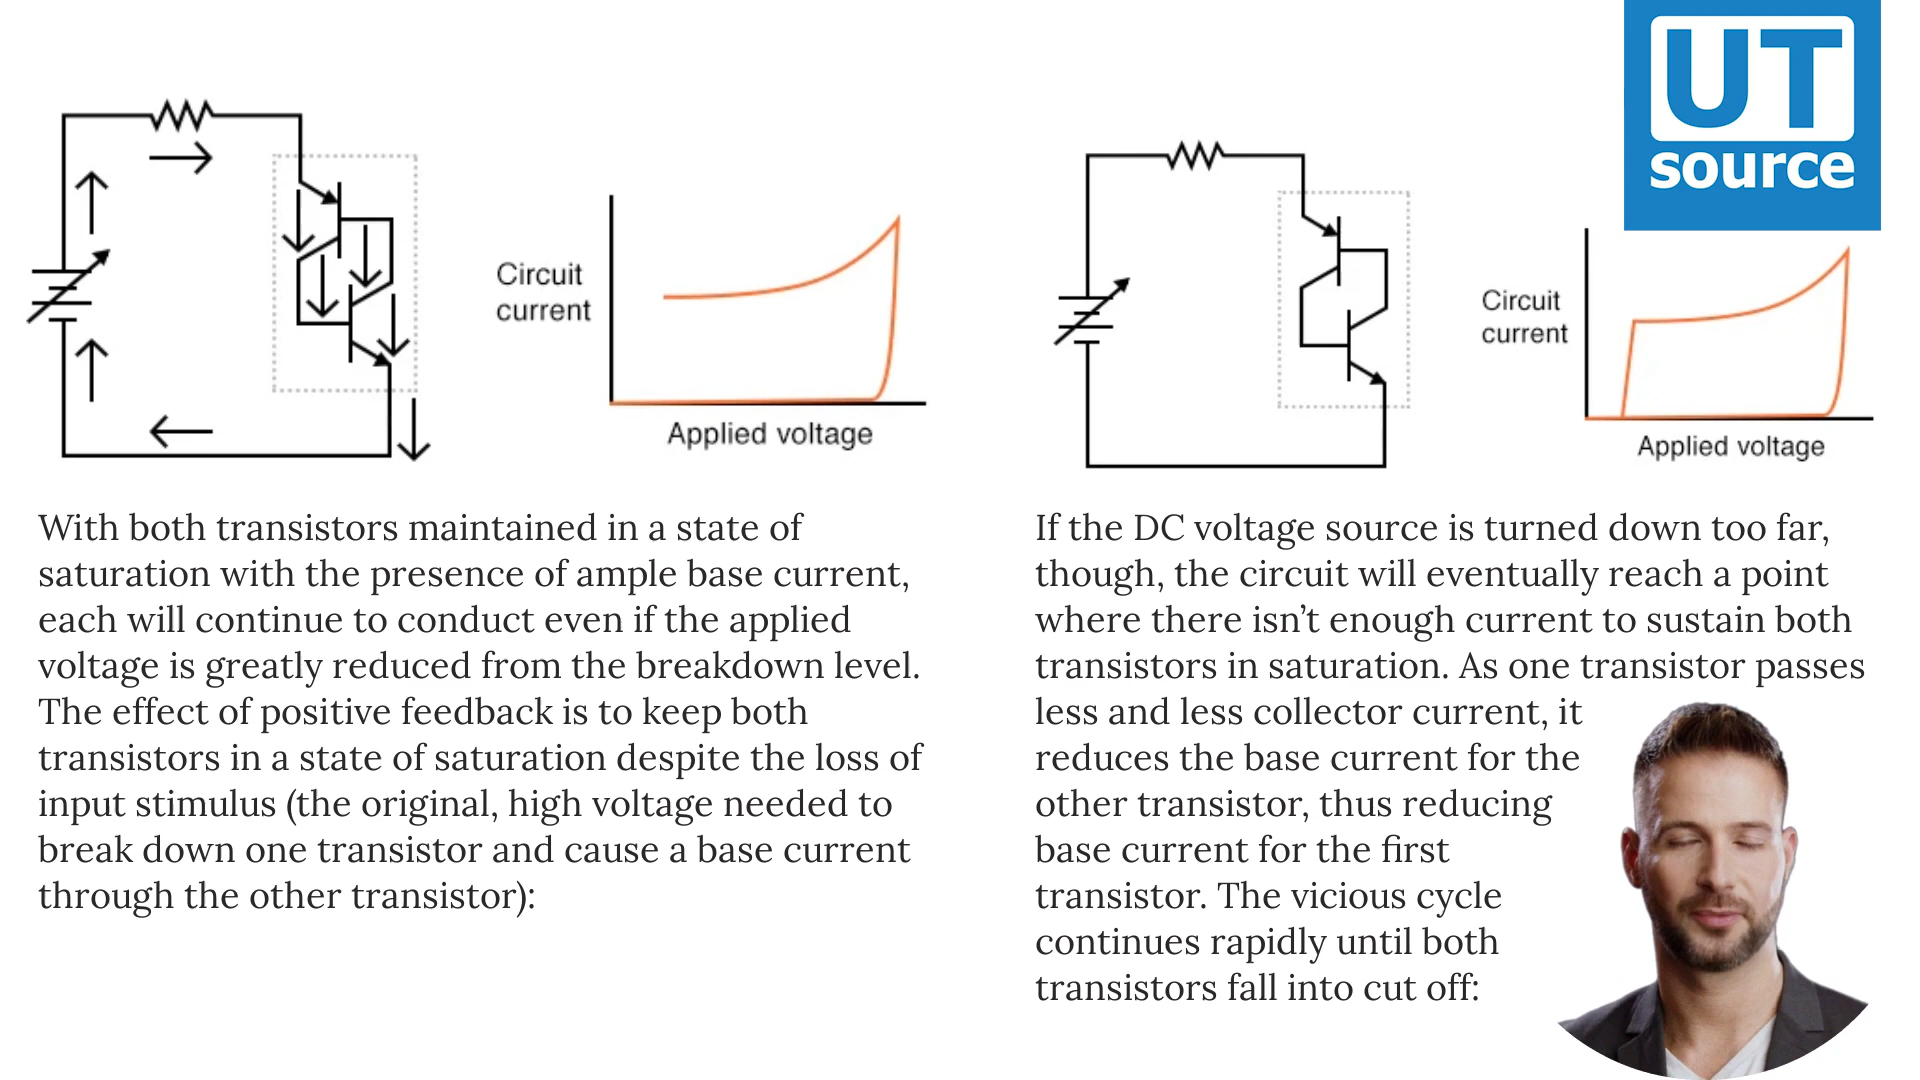 UT
source
Circuit
current
Applied voltage
Circuit
current
Applied voltage
With both transistors maintained in a state of
saturation with the presence of ample base current,
each will continue to conduct even if the applied
voltage is greatly reduced from the breakdown level.
The effect of positive feedback is to keep both
transistors in a state of saturation despite the loss of
input stimulus (the original, high voltage needed to
break down one transistor and cause a base current
through the other transistor):
If the DC voltage source is turned down too far,
though, the circuit will eventually reach a point
where there isn’t enough current to sustain both
transistors in saturation. As one transistor passes
less and less collector current, it
reduces the base current for the
other transistor, thus reducing
base current for the first
transistor. The vicious cycle
continues rapidly until both
transistors fall into cut off: